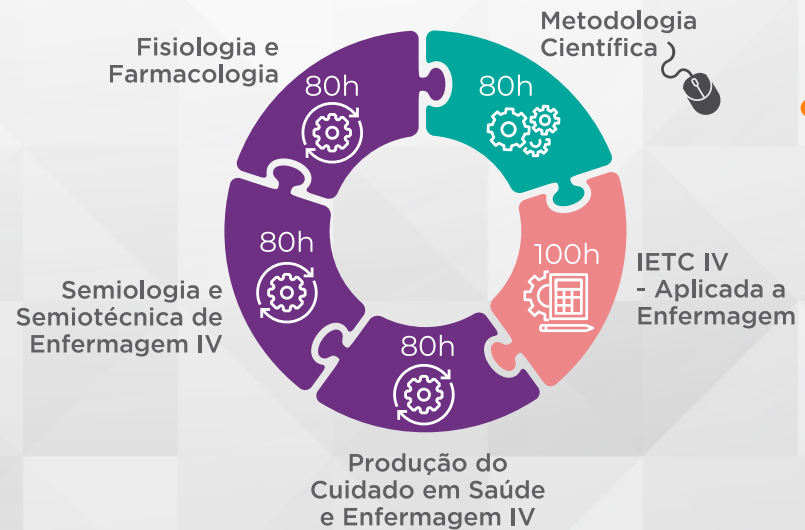 Metodologia
Científica
80h
Fisiologia e
Farmacologia
80h
80h
Semiologia e
Semiotécnica de
Enfermagem IV
100h
IETC IV
- Aplicada a
Enfermagem
80h
Produção do
Cuidado em Saúde
e Enfermagem IV